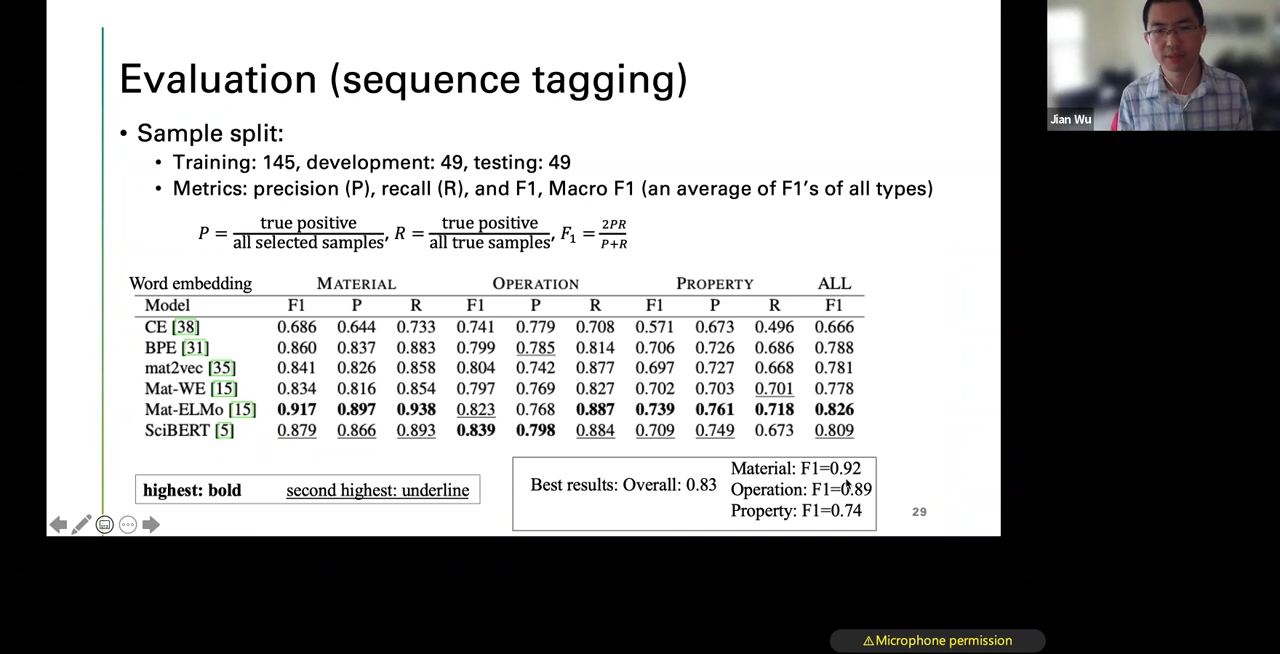 Evaluation (sequence tagging)
• Sample split:
• Training: 145, development: 49, testing: 49
• Metrics: precision (P), recall (R), and F1, Macro F1 (an average of F1's of all types)
P = true positive / all selected samples, R = true positive / all true samples, F₁ = 2PR / P+R
Word embedding MATERIAL OPERATION PROPERTY ALL
Model F1 P R F1 P R F1 P R F1
CE [38] 0.686 0.644 0.733 0.741 0.779 0.708 0.571 0.673 0.496 0.666
BPE [31] 0.860 0.837 0.883 0.799 0.785 0.814 0.706 0.726 0.686 0.788
mat2vec [35] 0.841 0.826 0.858 0.804 0.742 0.877 0.697 0.727 0.668 0.781
Mat-WE [15] 0.834 0.816 0.854 0.797 0.769 0.827 0.702 0.703 0.701 0.778
Mat-ELMo [15] 0.917 0.897 0.938 0.823 0.768 0.887 0.739 0.761 0.718 0.826
SciBERT [5] 0.879 0.866 0.893 0.839 0.798 0.884 0.709 0.749 0.673 0.809
highest: bold second highest: underline
Best results: Overall: 0.83
Material: F1=0.92
Operation: F1=0.89
Property: F1=0.74
29
Jian Wu
⚠Microphone permission